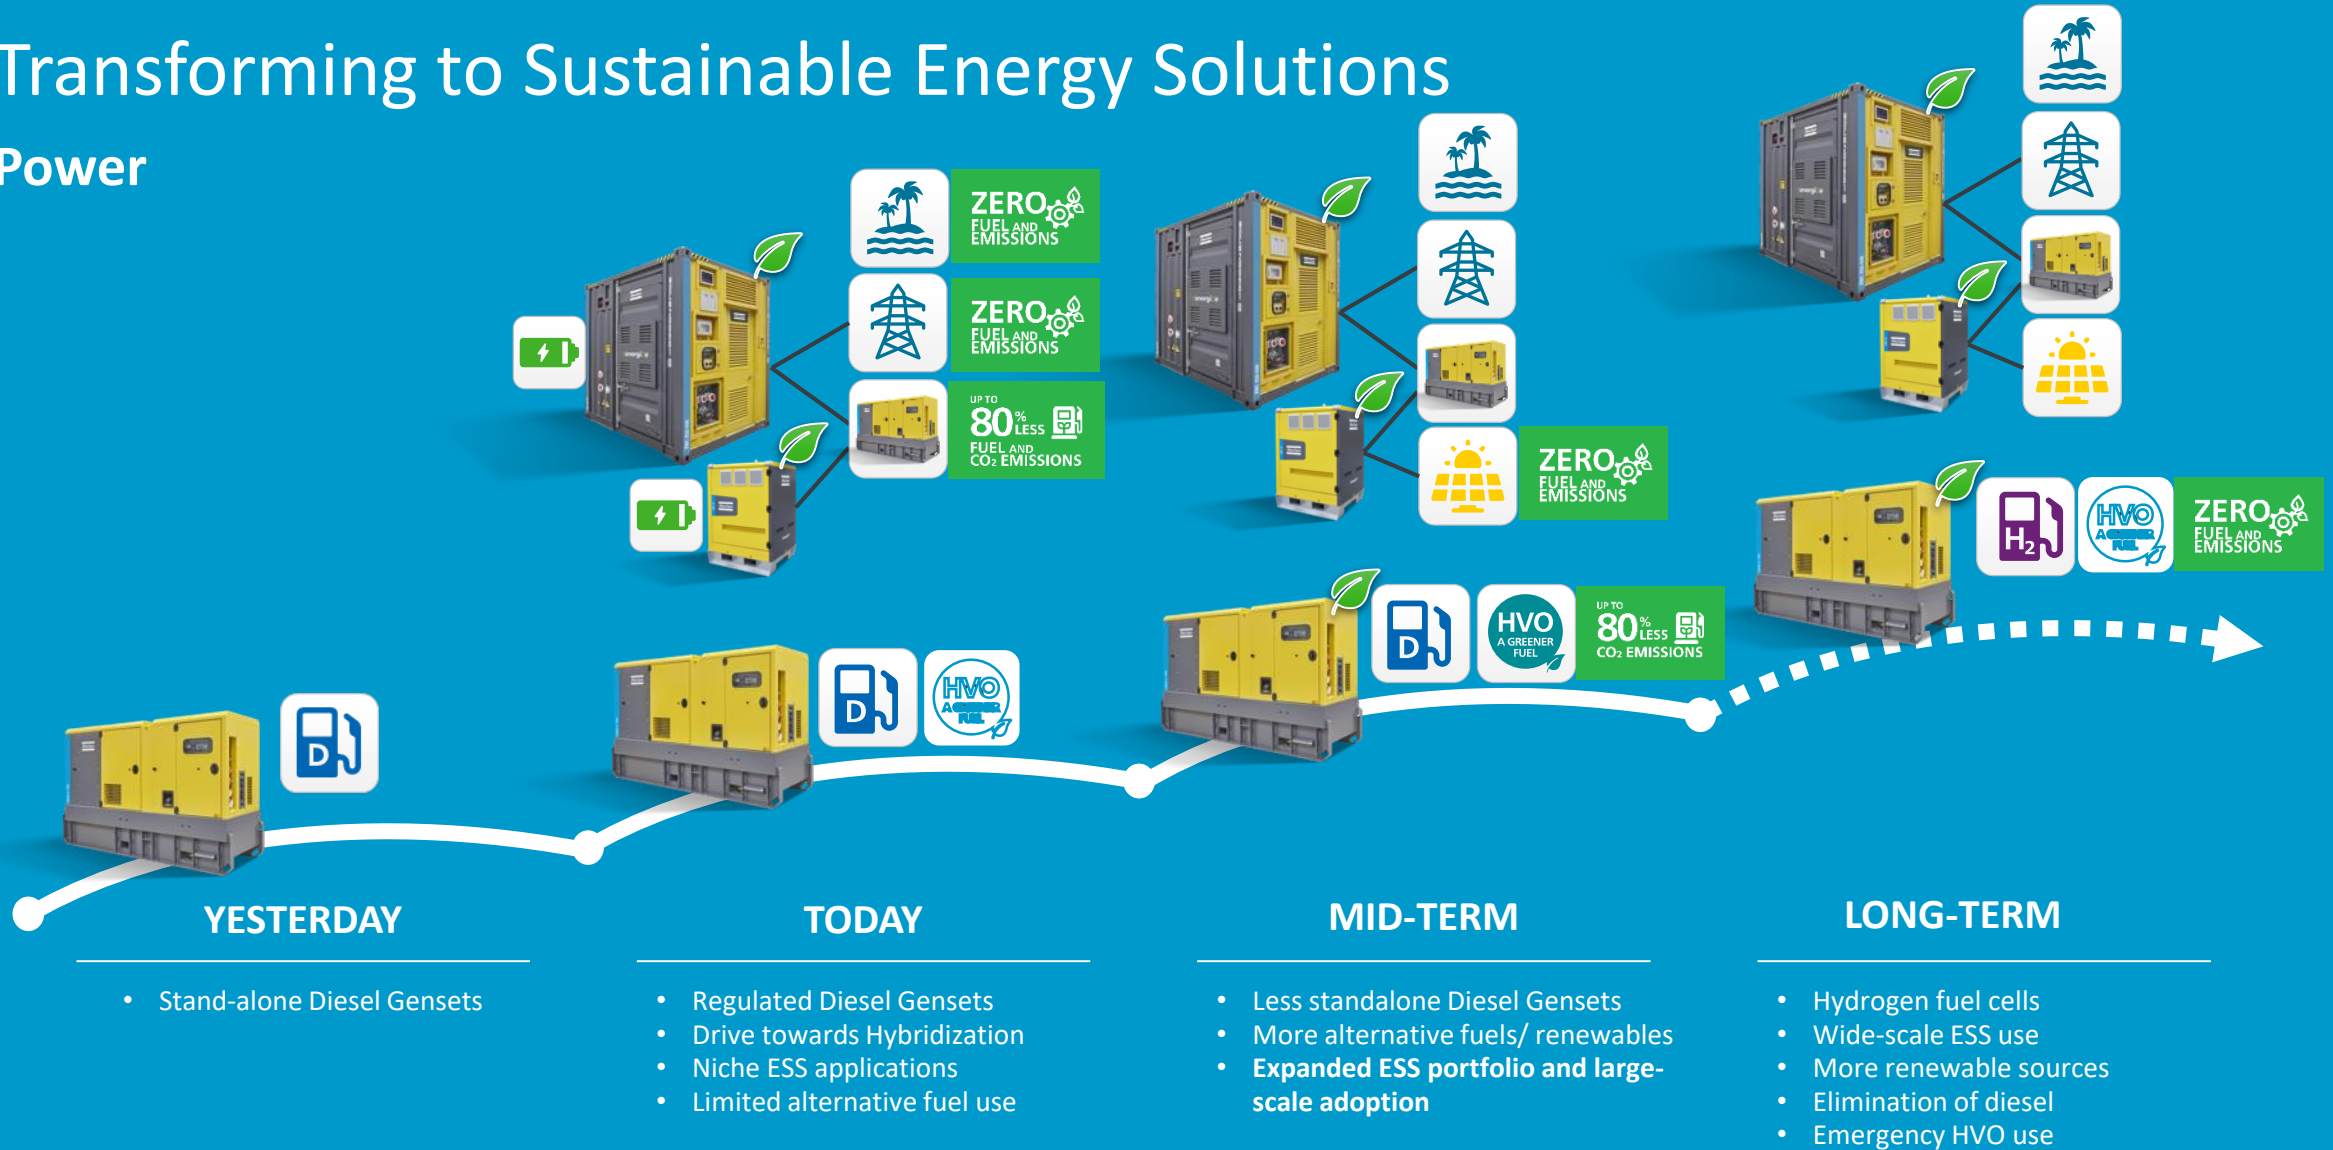 Transforming to Sustainable Energy Solutions
Power
ZERO
FUEL AND
EMISSIONS
ZERO
FUEL AND
EMISSIONS
UP TO
80% LESS
FUEL AND
CO₂ EMISSIONS
ZERO
FUEL AND
EMISSIONS
D
D
HVO
A GREENER
FUEL
D
HVO
A GREENER
FUEL
UP TO
80% LESS
CO₂ EMISSIONS
H₂
HVO
A GREENER
FUEL
ZERO
FUEL AND
EMISSIONS
YESTERDAY
• Stand-alone Diesel Gensets
TODAY
• Regulated Diesel Gensets
• Drive towards Hybridization
• Niche ESS applications
• Limited alternative fuel use
MID-TERM
• Less standalone Diesel Gensets
• More alternative fuels/ renewables
• Expanded ESS portfolio and large-
scale adoption
LONG-TERM
• Hydrogen fuel cells
• Wide-scale ESS use
• More renewable sources
• Elimination of diesel
• Emergency HVO use